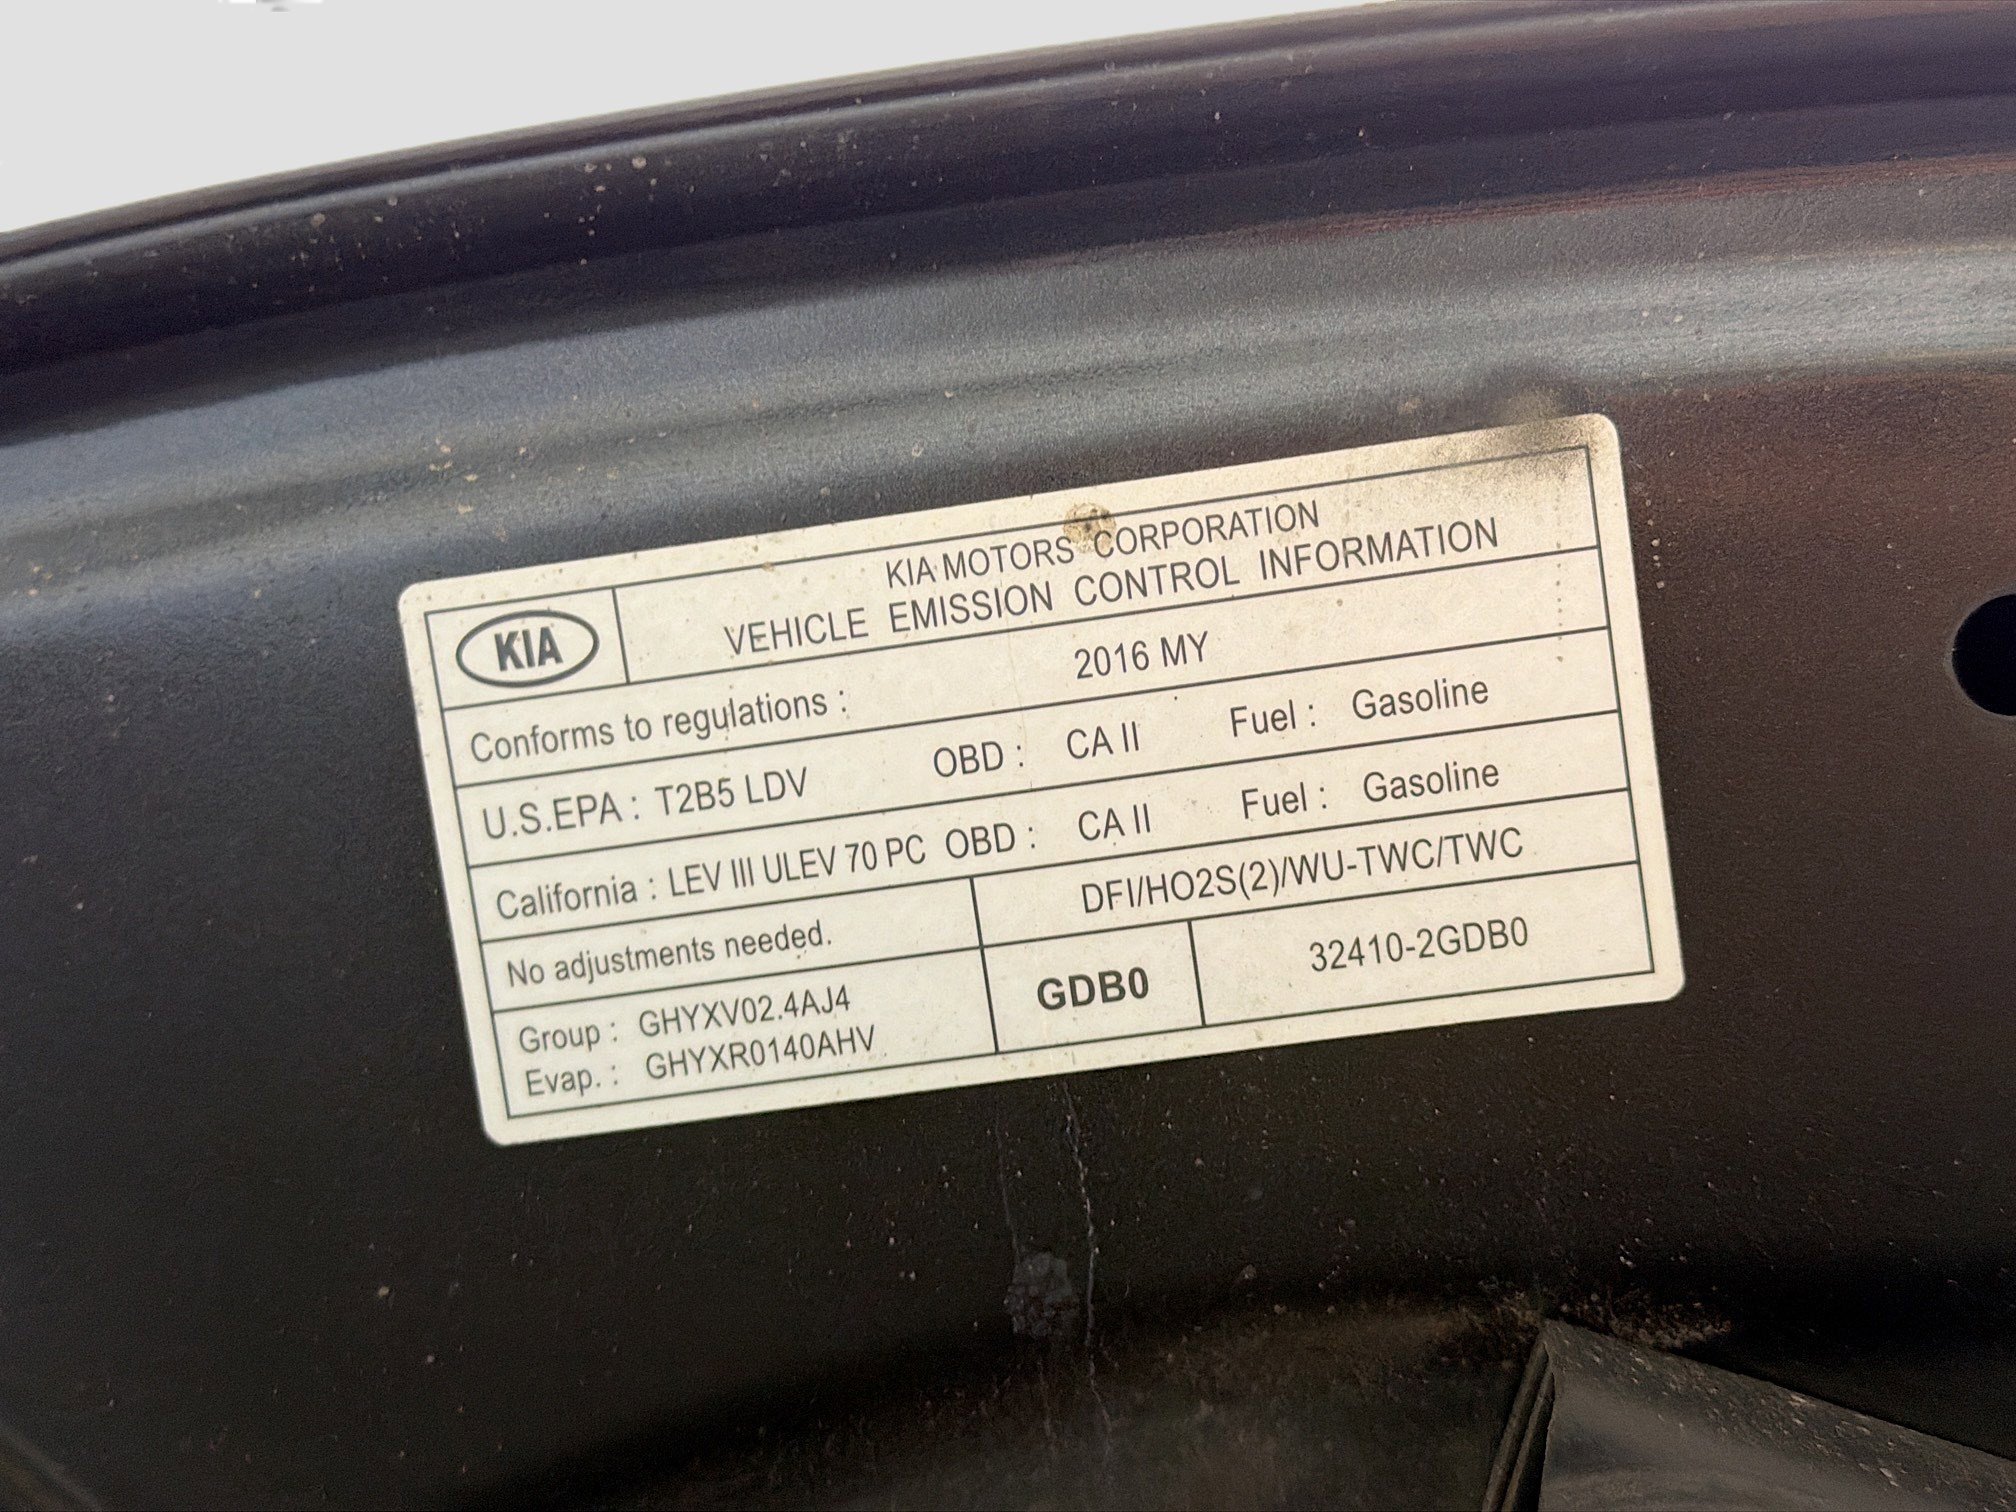 KIA MOTORS CORPORATION
KIA
VEHICLE EMISSION CONTROL INFORMATION
Conforms to regulations : 2016 MY
U.S.EPA : T2B5 LDV OBD : CA II Fuel : Gasoline
California : LEV III ULEV 70 PC OBD : CA II Fuel : Gasoline
No adjustments needed. DFI/HO2S(2)/WU-TWC/TWC
Group : GHYXV02.4AJ4
Evap. : GHYXR0140AHV
GDB0
32410-2GDB0